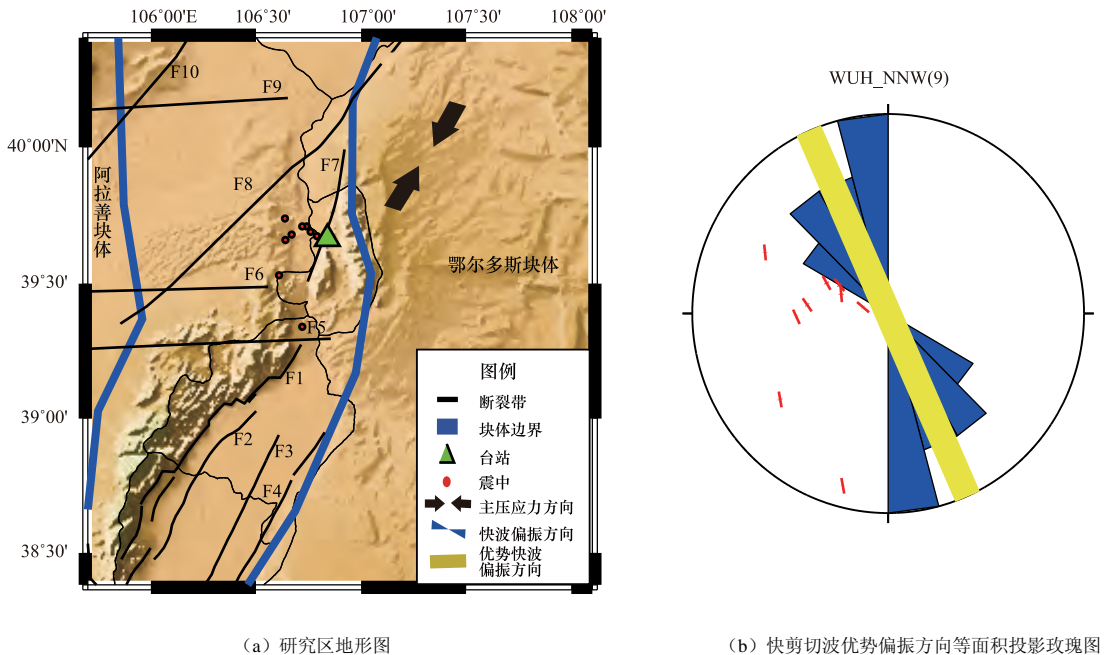 106°00'E 106°30' 107°00' 107°30' 108°00'
40°00'N
39°30'
39°00'
38°30'
F10
F9
F7
F8
阿拉善块体
鄂尔多斯块体
F6
F5
F1
F2
F3
F4
图例
断裂带
块体边界
台站
震中
主压应力方向
快波偏振方向
优势快波
偏振方向
(a) 研究区地形图
WUH_NNW(9)
(b) 快剪切波优势偏振方向等面积投影玫瑰图